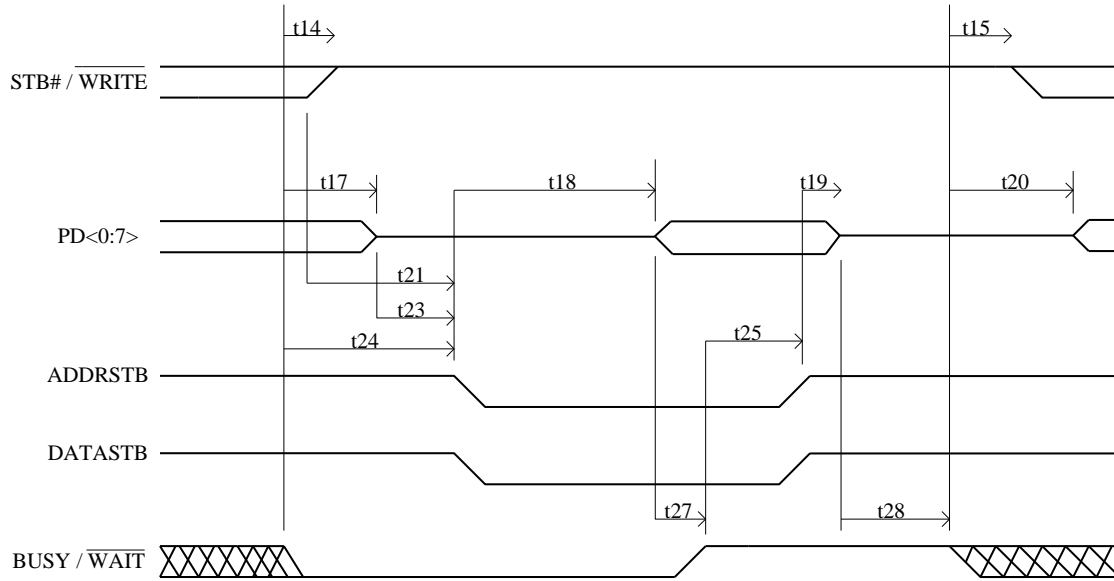 t14 t15
STB# / WRITE
t17 t18 t19 t20
PD<0:7>
t21
t23
t24 t25
ADDRSTB
DATASTB
t27 t28
BUSY / WAIT